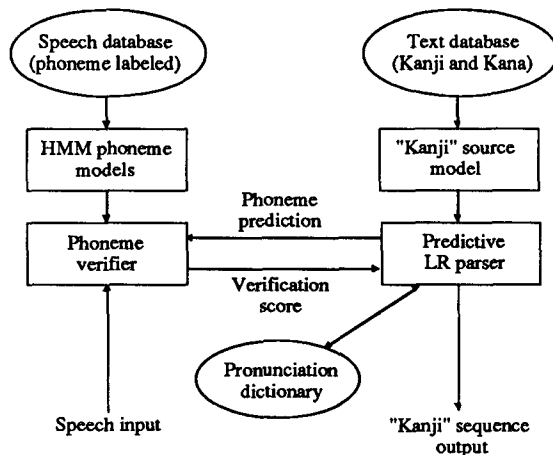 Speech database
(phoneme labeled)
Text database
(Kanji and Kana)
HMM phoneme
models
"Kanji" source
model
Phoneme
prediction
Phoneme
verifier
Predictive
LR parser
Verification
score
Pronunciation
dictionary
Speech input
"Kanji" sequence
output